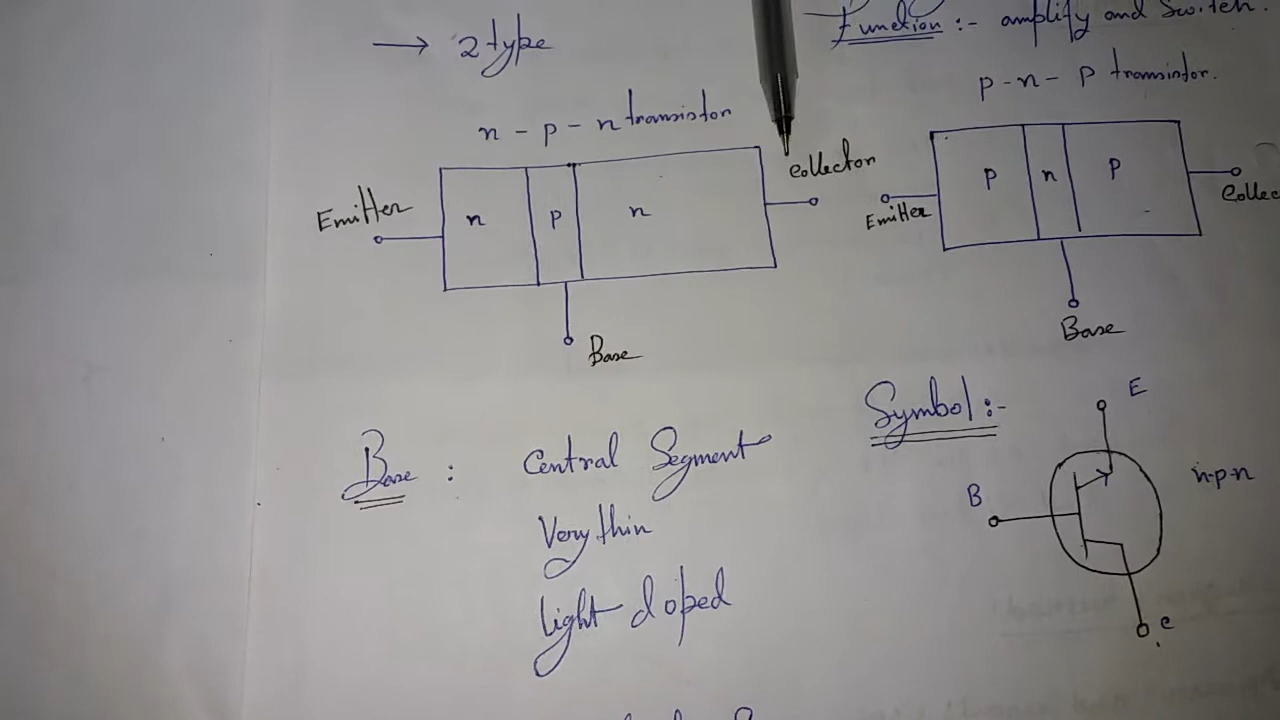 Function :- amplify and Switch.
→ 2 type
n - p - n transistor
p - n - p transistor.
Emitter
n
p
n
Collector
Base
Emitter
p
n
p
Collec
Base
Base :
Central Segment
Very thin
Light doped
Symbol :-
E
B
n-p-n
c